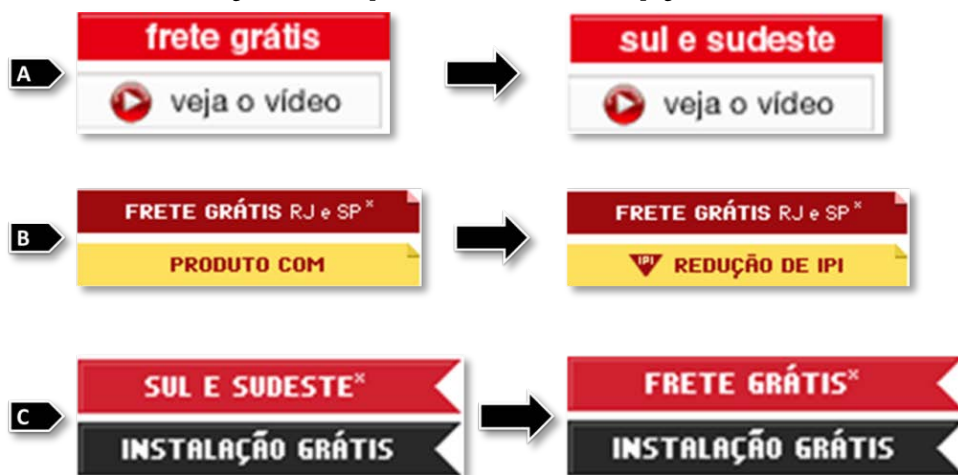 A
frete grátis
veja o vídeo
sul e sudeste
veja o vídeo
B
FRETE GRÁTIS RJ e SP*
PRODUTO COM
FRETE GRÁTIS RJ e SP*
IPI REDUÇÃO DE IPI
C
SUL E SUDESTE*
INSTALAÇÃO GRÁTIS
FRETE GRÁTIS*
INSTALAÇÃO GRÁTIS